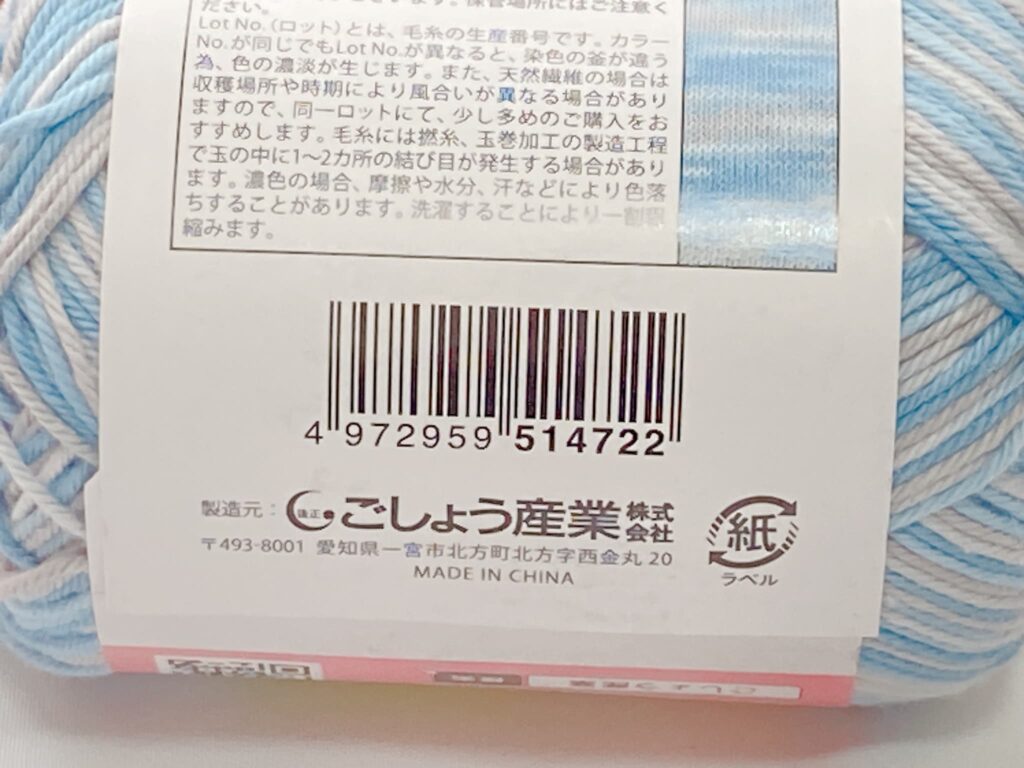 ださい。
Lot No.（ロット）とは、毛糸の生産番号です。カラー
No.が同じでもLot No.が異なると、染色の釜が違う
為、色の濃淡が生じます。また、天然繊維の場合は
収穫場所や時期により風合いが異なる場合があり
ますので、同一ロットにて、少し多めのご購入をお
すすめします。毛糸には撚糸、玉巻加工の製造工程
で玉の中に1〜2カ所の結び目が発生する場合があり
ます。濃色の場合、摩擦や水分、汗などにより色落
ちすることがあります。洗濯することにより一割程
縮みます。
4 972959 514722
製造元：後正ごしょう産業株式会社
〒493-8001 愛知県一宮市北方町北方字西金丸 20
MADE IN CHINA
紙
ラベル